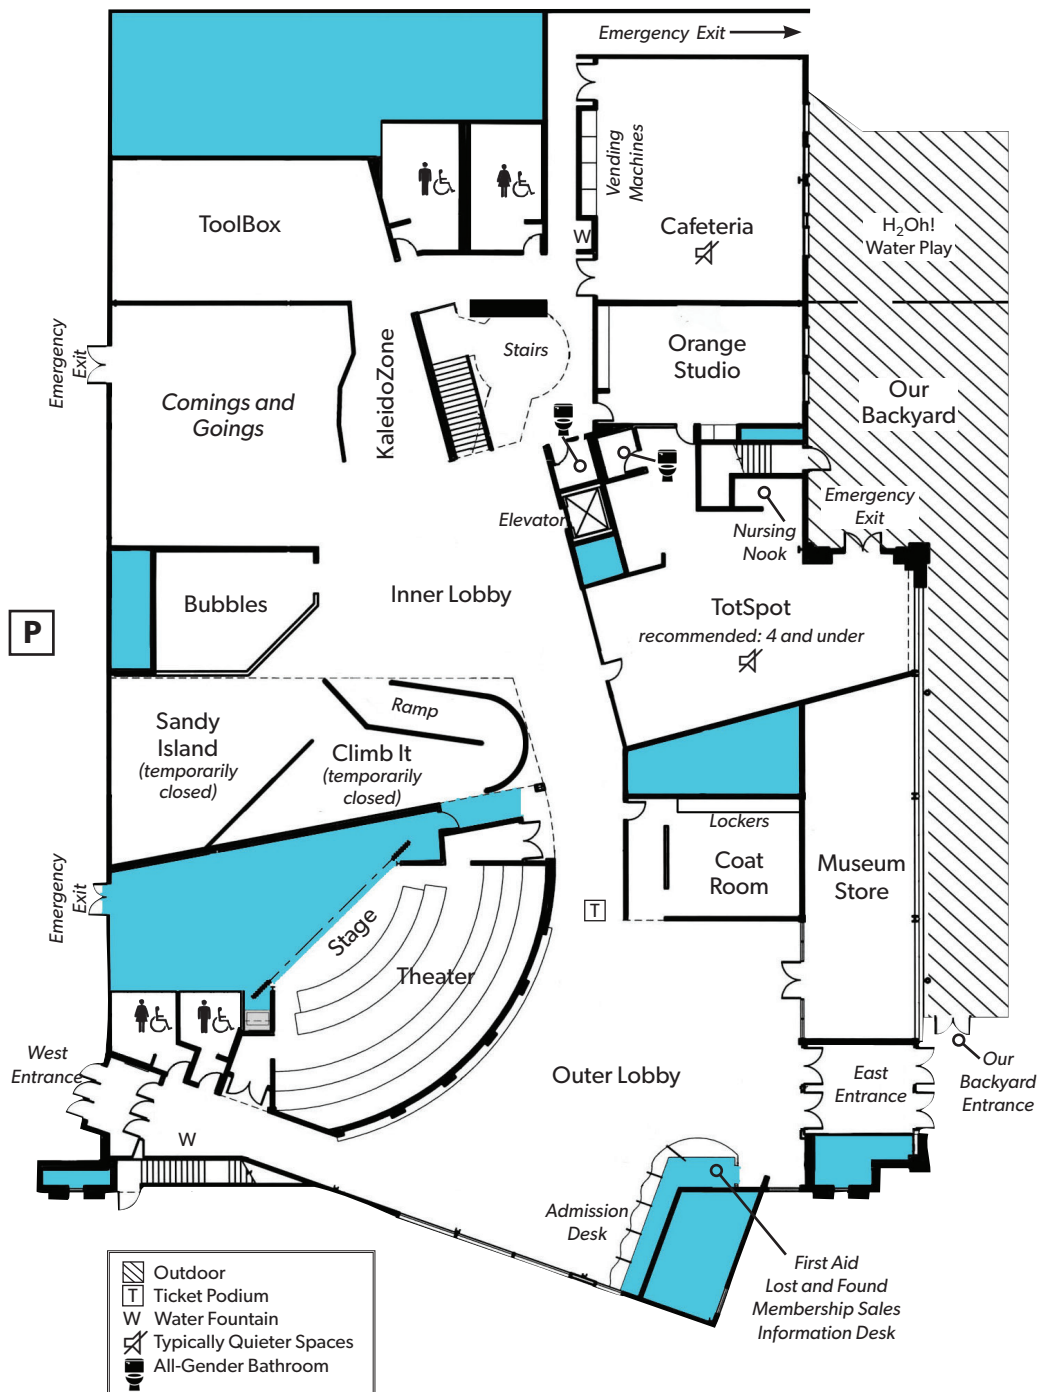 Emergency Exit
Vending
Machines
ToolBox
W
Cafeteria
H₂Oh!
Water Play
Emergency
Exit
KaleidoZone
Stairs
Orange
Studio
Comings and
Goings
Our
Backyard
Elevator
Emergency
Exit
Nursing
Nook
P
Bubbles
Inner Lobby
TotSpot
recommended: 4 and under
Ramp
Sandy
Island
(temporarily
closed)
Climb It
(temporarily
closed)
Lockers
Coat
Room
Museum
Store
Emergency
Exit
T
Stage
Theater
West
Entrance
Outer Lobby
East
Entrance
Our
Backyard
Entrance
W
Admission
Desk
First Aid
Lost and Found
Membership Sales
Information Desk
Outdoor
T Ticket Podium
W Water Fountain
Typically Quieter Spaces
All-Gender Bathroom